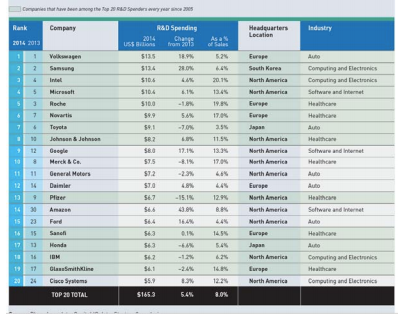 Companies that have been among the Top 20 R&D Spenders every year since 2005
Rank Company R&D Spending Headquarters Location Industry
2014 2013 2014 US$ Billions Change from 2013 As a % of Sales
1 1 Volkswagen $13.5 18.9% 5.2% Europe Auto
2 2 Samsung $13.4 28.0% 6.4% South Korea Computing and Electronics
3 4 Intel $10.6 4.6% 20.1% North America Computing and Electronics
4 5 Microsoft $10.4 6.1% 13.4% North America Software and Internet
5 3 Roche $10.0 -1.8% 19.8% Europe Healthcare
6 7 Novartis $9.9 5.6% 17.0% Europe Healthcare
7 6 Toyota $9.1 -7.0% 3.5% Japan Auto
8 10 Johnson & Johnson $8.2 6.8% 11.5% North America Healthcare
9 12 Google $8.0 17.1% 13.3% North America Software and Internet
10 8 Merck & Co. $7.5 -8.1% 17.0% North America Healthcare
11 11 General Motors $7.2 -2.3% 4.6% North America Auto
12 14 Daimler $7.0 4.8% 4.4% Europe Auto
13 9 Pfizer $6.7 -15.1% 12.9% North America Healthcare
14 30 Amazon $6.6 43.8% 8.8% North America Software and Internet
15 23 Ford $6.4 16.4% 4.4% North America Auto
16 15 Sanofi $6.3 0.1% 14.5% Europe Healthcare
17 13 Honda $6.3 -6.6% 5.4% Japan Auto
18 16 IBM $6.2 -1.2% 6.2% North America Computing and Electronics
19 17 GlaxoSmithKline $6.1 -2.6% 14.8% Europe Healthcare
20 24 Cisco Systems $5.9 8.3% 12.2% North America Computing and Electronics
TOP 20 TOTAL $165.3 5.4% 8.0%